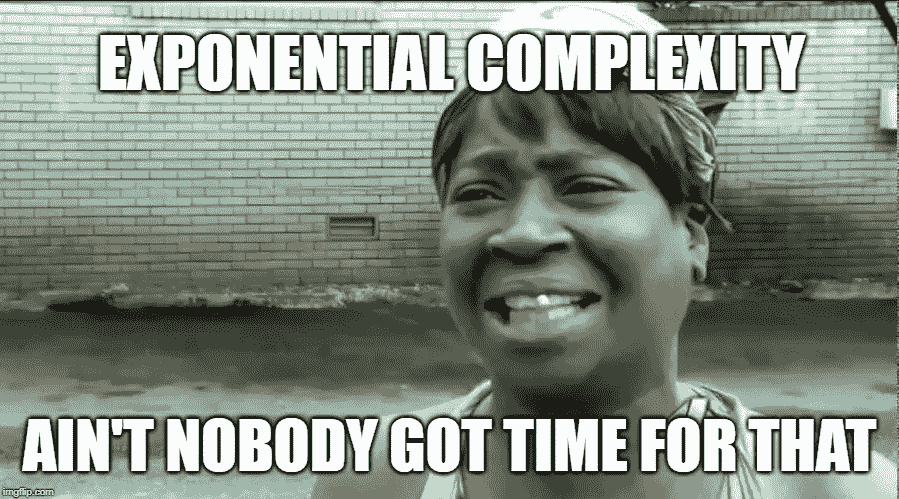 EXPONENTIAL COMPLEXITY
AIN'T NOBODY GOT TIME FOR THAT
imgflip.com